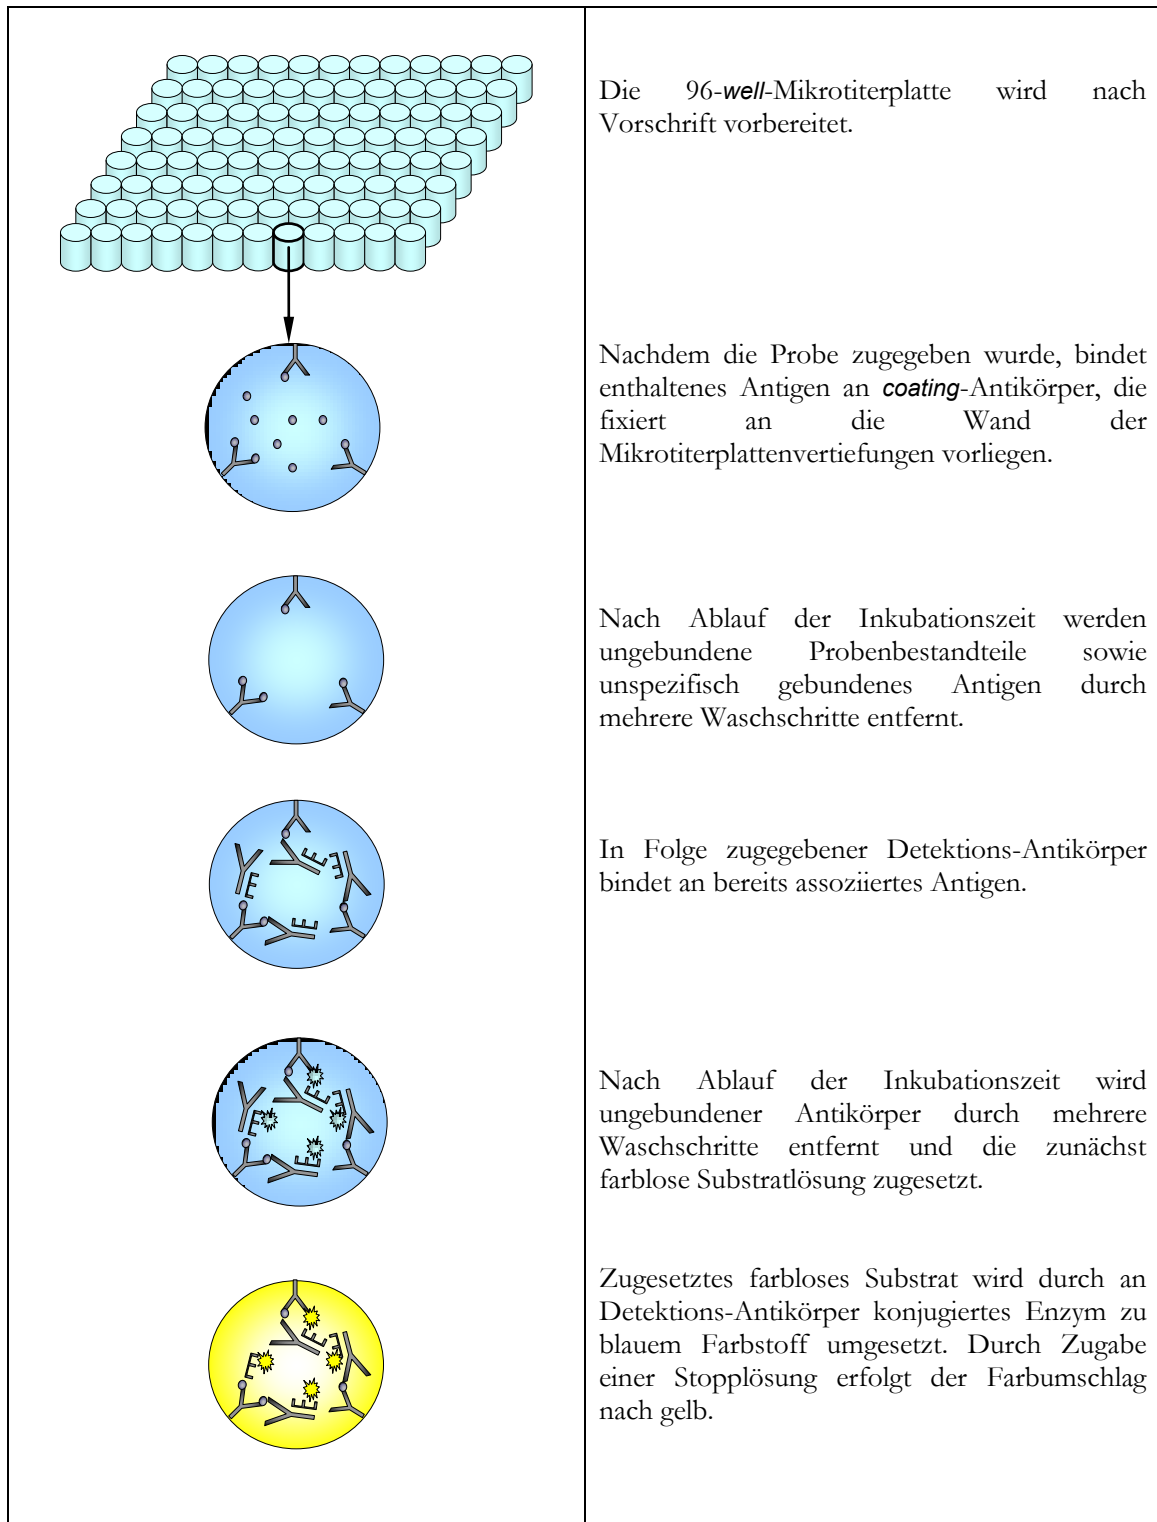 Die 96-well-Mikrotiterplatte wird nach
Vorschrift vorbereitet.
Nachdem die Probe zugegeben wurde, bindet
enthaltenes Antigen an coating-Antikörper, die
fixiert an die Wand der
Mikrotiterplattenvertiefungen vorliegen.
Nach Ablauf der Inkubationszeit werden
ungebundene Probenbestandteile sowie
unspezifisch gebundenes Antigen durch
mehrere Waschschritte entfernt.
E E
E E
In Folge zugegebener Detektions-Antikörper
bindet an bereits assoziiertes Antigen.
E E
E E
Nach Ablauf der Inkubationszeit wird
ungebundener Antikörper durch mehrere
Waschschritte entfernt und die zunächst
farblose Substratlösung zugesetzt.
E E
E E
Zugesetztes farbloses Substrat wird durch an
Detektions-Antikörper konjugiertes Enzym zu
blauem Farbstoff umgesetzt. Durch Zugabe
einer Stopplösung erfolgt der Farbumschlag
nach gelb.